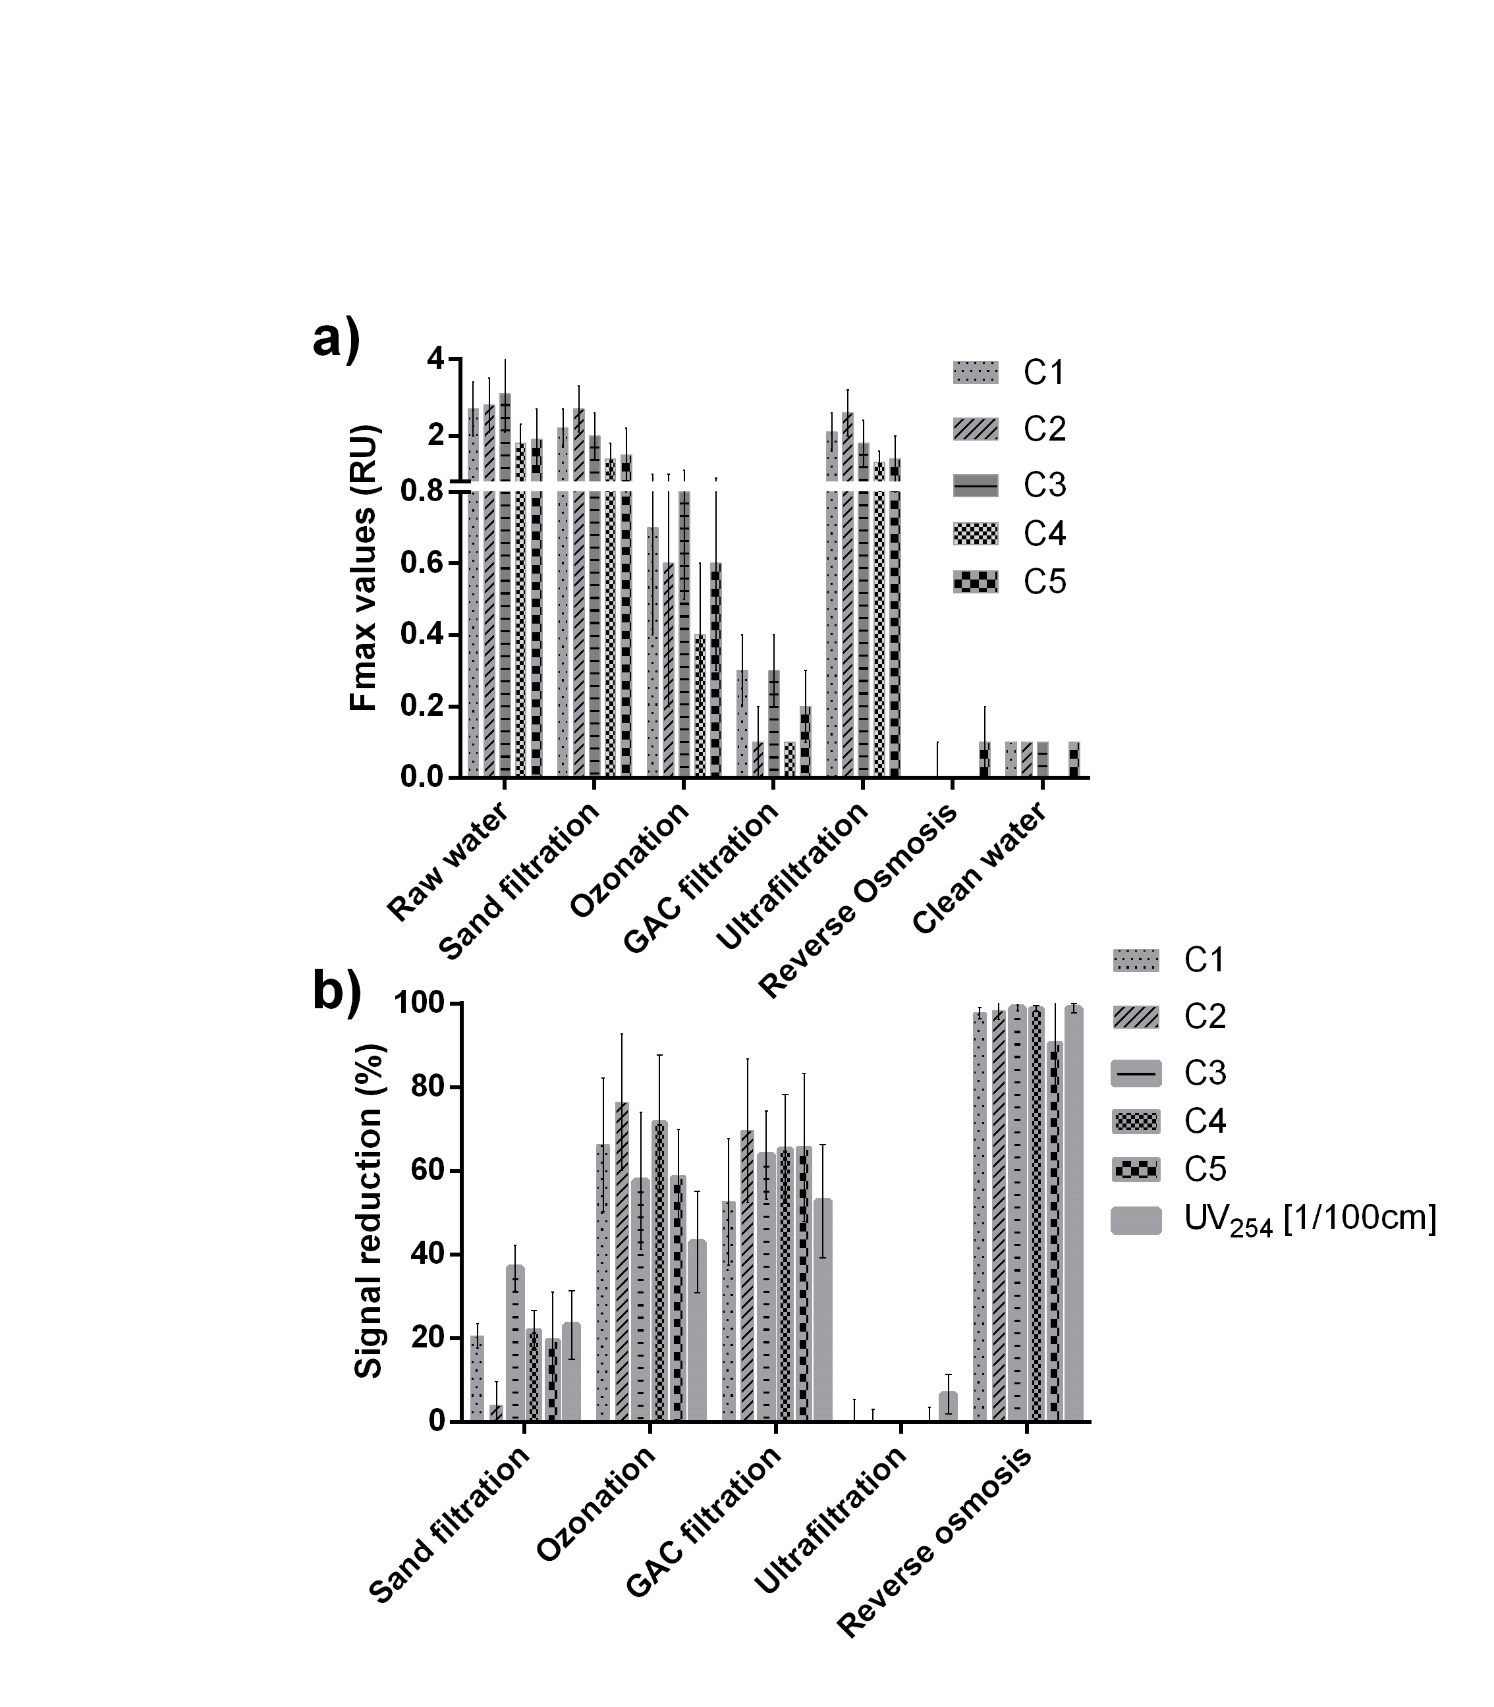 a)
Fmax values (RU)
4
2
0.8
0.6
0.4
0.2
0.0
Raw water
Sand filtration
Ozonation
GAC filtration
Ultrafiltration
Reverse Osmosis
Clean water
C1
C2
C3
C4
C5
b)
Signal reduction (%)
100
80
60
40
20
0
Sand filtration
Ozonation
GAC filtration
Ultrafiltration
Reverse osmosis
C1
C2
C3
C4
C5
UV254 [1/100cm]